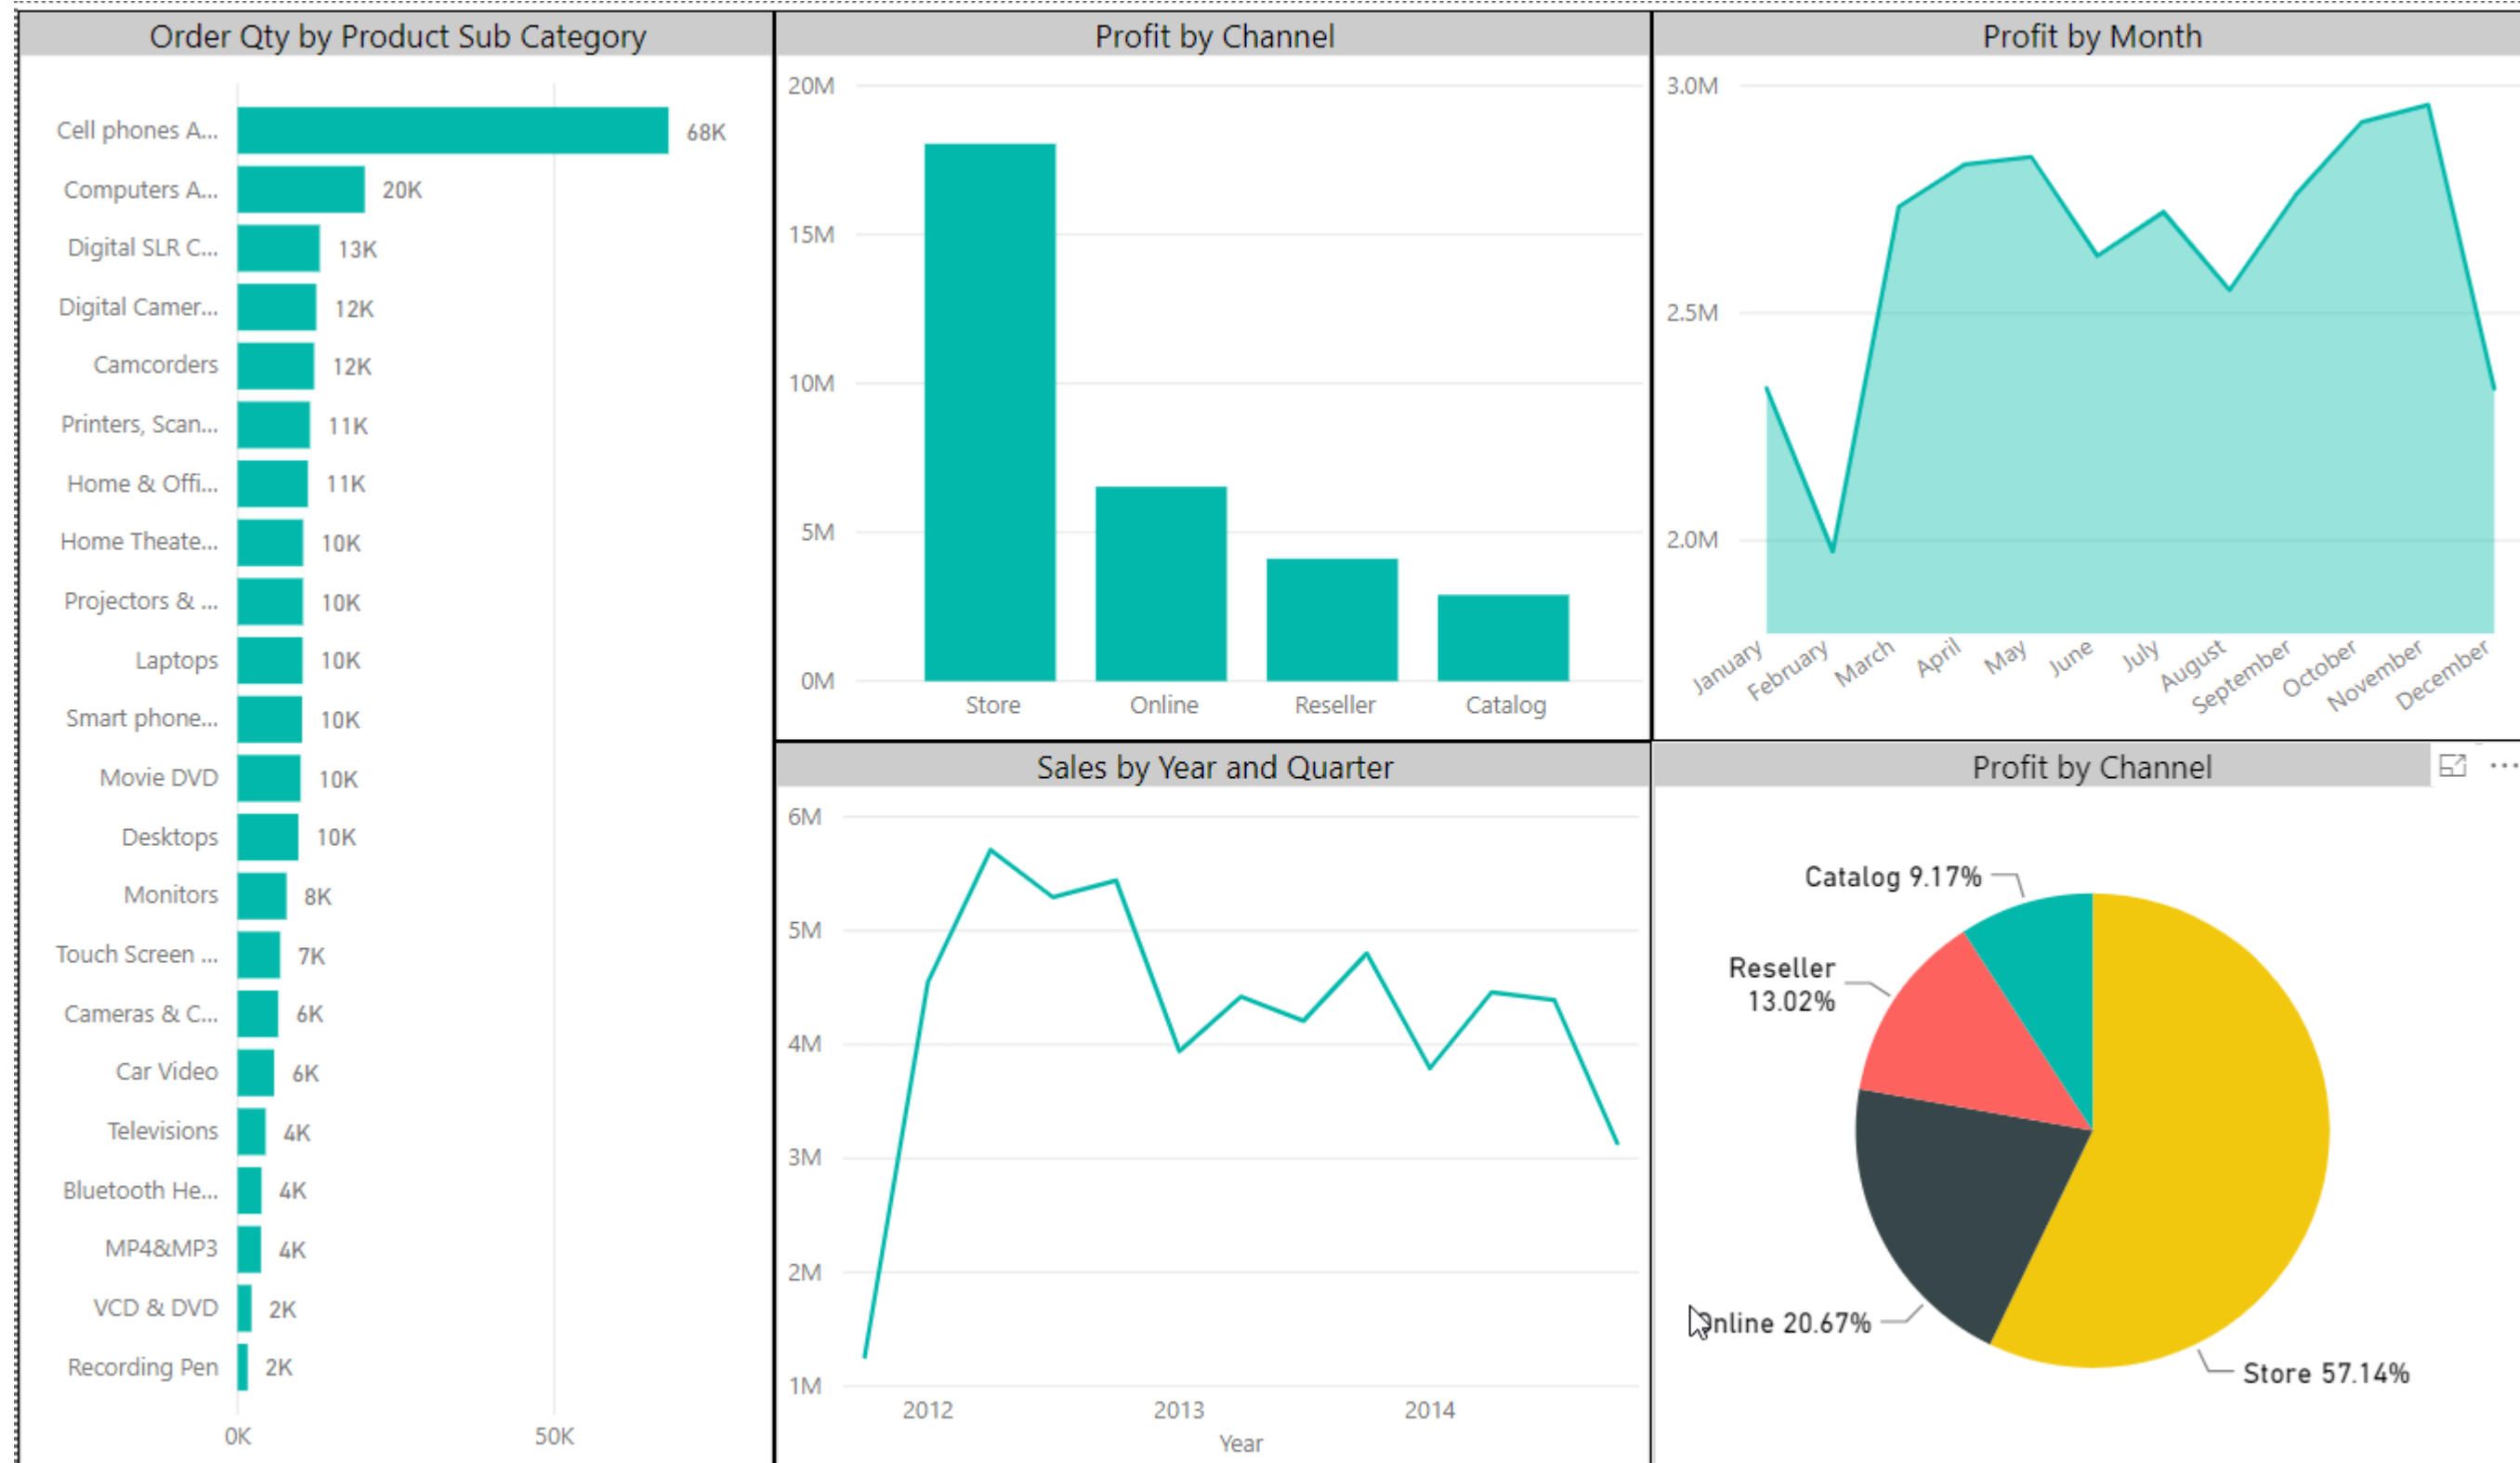 Order Qty by Product Sub Category
Cell phones A... 68K
Computers A... 20K
Digital SLR C... 13K
Digital Camer... 12K
Camcorders 12K
Printers, Scan... 11K
Home & Offi... 11K
Home Theate... 10K
Projectors & ... 10K
Laptops 10K
Smart phone... 10K
Movie DVD 10K
Desktops 10K
Monitors 8K
Touch Screen ... 7K
Cameras & C... 6K
Car Video 6K
Televisions 4K
Bluetooth He... 4K
MP4&MP3 4K
VCD & DVD 2K
Recording Pen 2K
0K 50K
Profit by Channel
20M
15M
10M
5M
0M
Store Online Reseller Catalog
Profit by Month
3.0M
2.5M
2.0M
January February March April May June July August September October November December
Sales by Year and Quarter
6M
5M
4M
3M
2M
1M
2012 2013 2014
Year
Profit by Channel
Catalog 9.17%
Reseller
13.02%
Online 20.67%
Store 57.14%